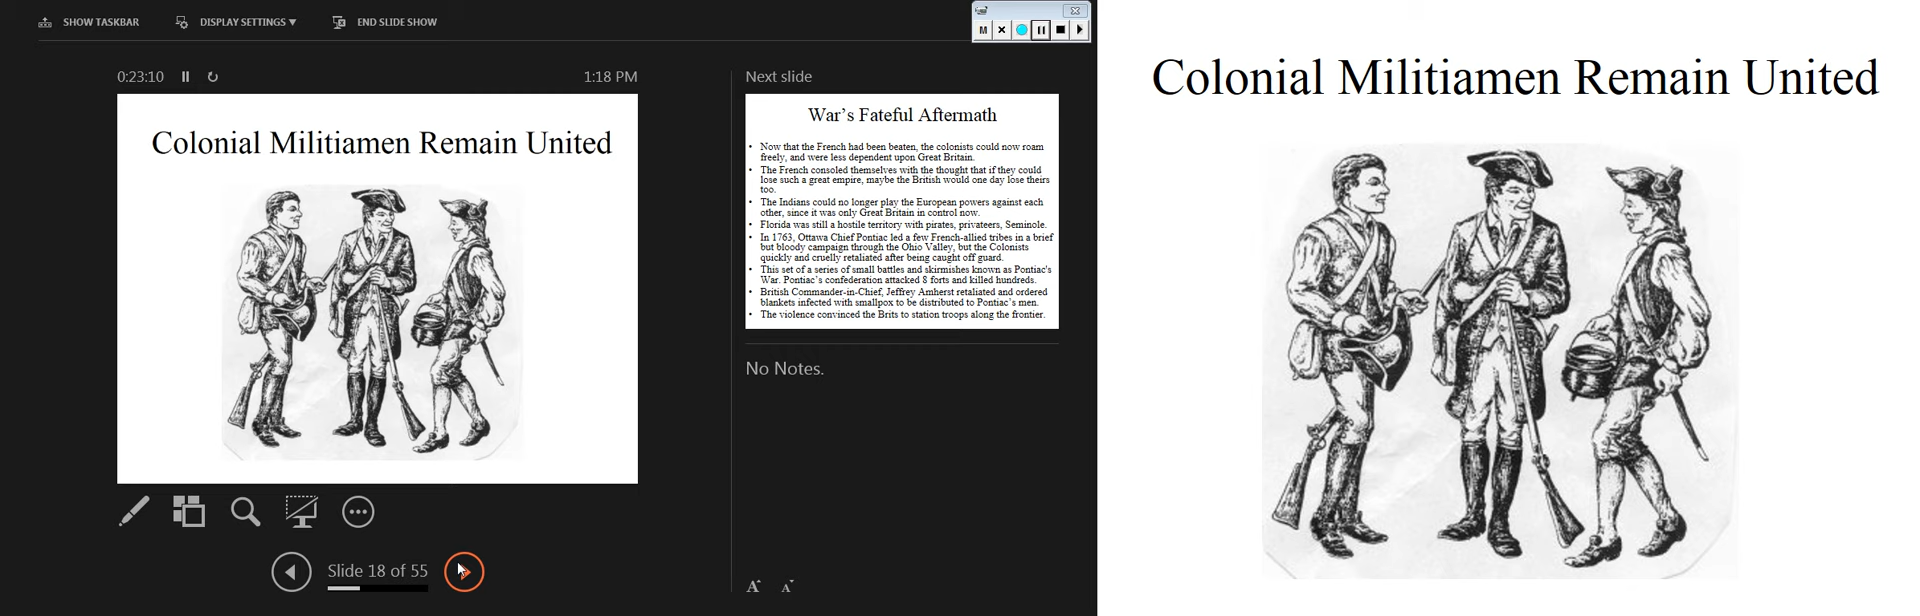 SHOW TASKBAR
DISPLAY SETTINGS ▼
END SLIDE SHOW
M
0:23:10
1:18 PM
Colonial Militiamen Remain United
Slide 18 of 55
Next slide
War's Fateful Aftermath
• Now that the French had been beaten, the colonists could now roam
freely, and were less dependent upon Great Britain.
• The French consoled themselves with the thought that if they could
lose such a great empire, maybe the British would one day lose theirs
too.
• The Indians could no longer play the European powers against each
other, since it was only Great Britain in control now.
• Florida was still a hostile territory with pirates, privateers, Seminole.
• In 1763, Ottawa Chief Pontiac led a few French-allied tribes in a brief
but bloody campaign through the Ohio Valley, but the Colonists
quickly and cruelly retaliated after being caught off guard.
• This set of a series of small battles and skirmishes known as Pontiac's
War. Pontiac's confederation attacked 8 forts and killed hundreds.
• British Commander-in-Chief, Jeffrey Amherst retaliated and ordered
blankets infected with smallpox to be distributed to Pontiac's men.
• The violence convinced the Brits to station troops along the frontier.
No Notes.
A A
Colonial Militiamen Remain United